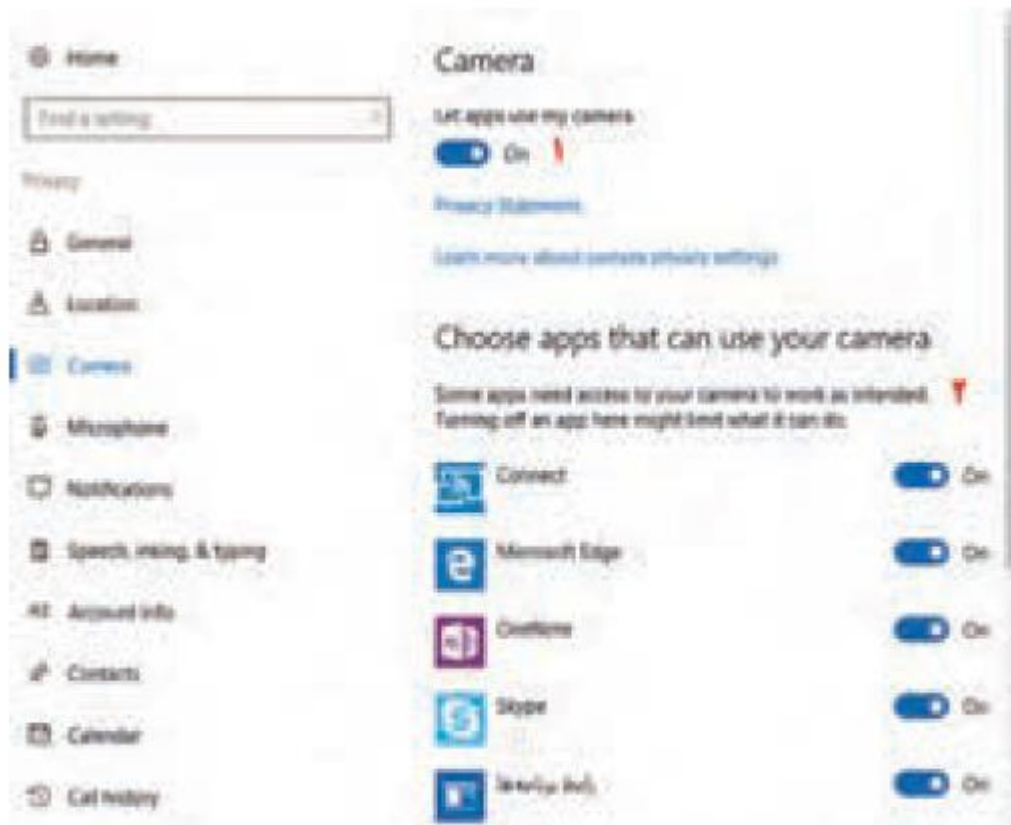 Home
Find a setting
Privacy
General
Location
Camera
Microphone
Notifications
Speech, inking, & typing
Account info
Contacts
Calendar
Call history
Camera
Let apps use my camera
On ۱
Privacy Statement
Learn more about camera privacy settings
Choose apps that can use your camera
Some apps need access to your camera to work as intended. ۲
Turning off an app here might limit what it can do.
Connect On
Microsoft Edge On
OneNote On
Skype On
On